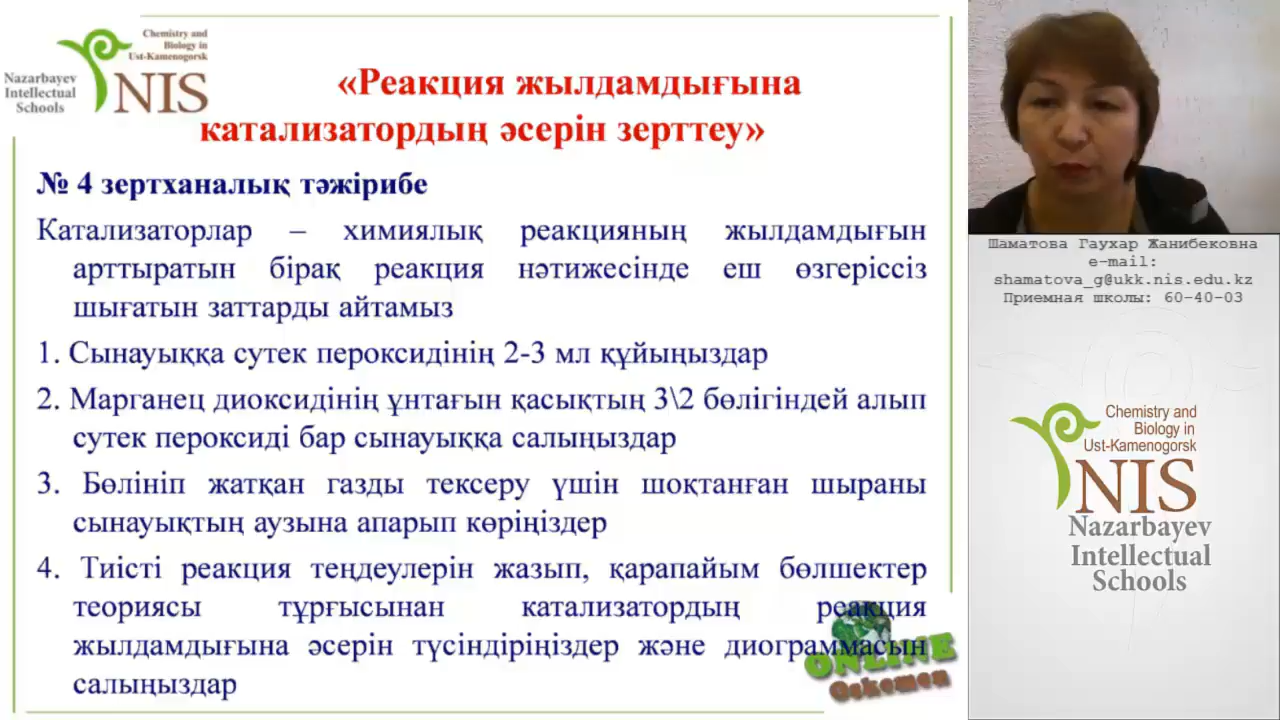 Chemistry and
Biology in
Ust-Kamenogorsk
Nazarbayev
Intellectual
Schools
NIS
«Реакция жылдамдығына
катализатордың әсерін зерттеу»
№ 4 зертханалық тәжірибе
Катализаторлар – химиялық реакцияның жылдамдығын
арттыратын бірақ реакция нәтижесінде еш өзгеріссіз
шығатын заттарды айтамыз
1. Сынауыққа сутек пероксидінің 2-3 мл құйыңыздар
2. Марганец диоксидінің ұнтағын қасықтың 3\2 бөлігіндей алып
сутек пероксиді бар сынауыққа салыңыздар
3. Бөлініп жатқан газды тексеру үшін шоқтанған шыраны
сынауықтың аузына апарып көріңіздер
4. Тиісті реакция теңдеулерін жазып, қарапайым бөлшектер
теориясы тұрғысынан катализатордың реакция
жылдамдығына әсерін түсіндіріңіздер және диограммасын
салыңыздар
ONLINE
Oskemen
Шаматова Гаухар Жанибековна
e-mail:
shamatova_g@ukk.nis.edu.kz
Приемная школы: 60-40-03
Chemistry and
Biology in
Ust-Kamenogorsk
NIS
Nazarbayev
Intellectual
Schools